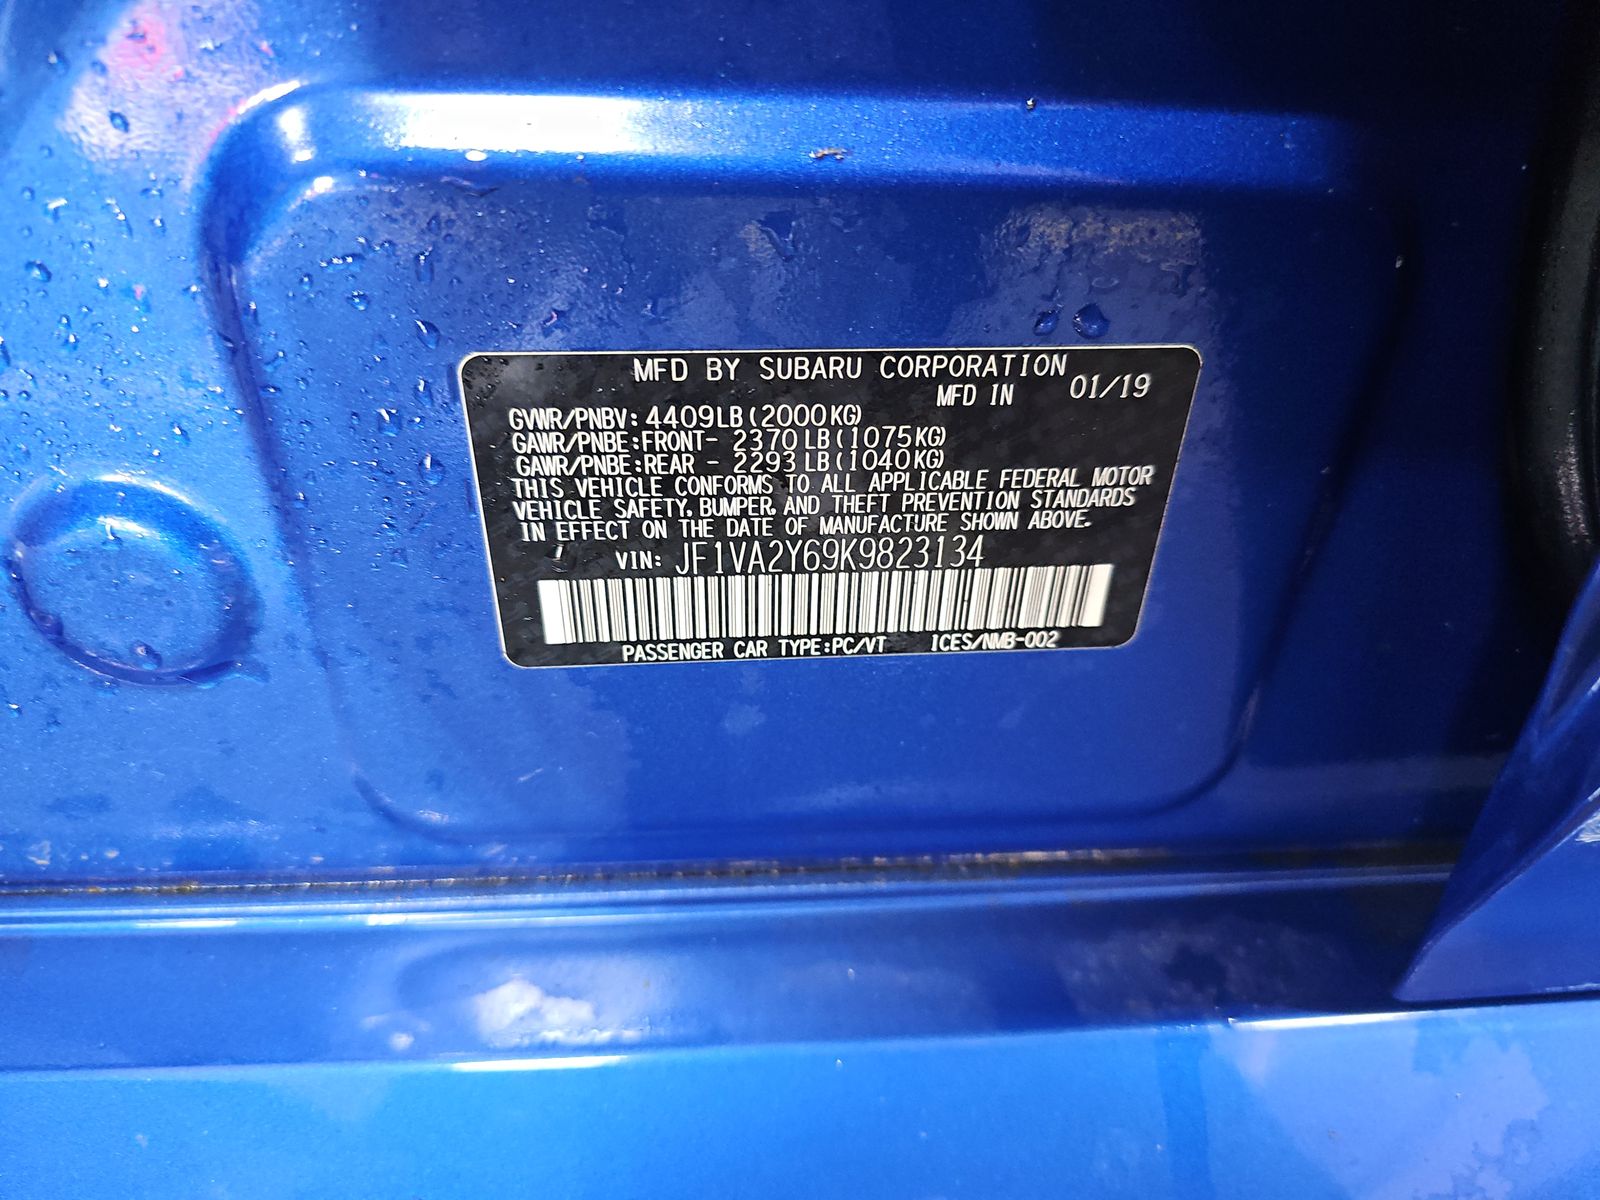 MFD BY SUBARU CORPORATION
MFD IN 01/19
GVWR/PNBV: 4409LB(2000KG)
GAWR/PNBE:FRONT- 2370LB(1075KG)
GAWR/PNBE:REAR - 2293LB(1040KG)
THIS VEHICLE CONFORMS TO ALL APPLICABLE FEDERAL MOTOR
VEHICLE SAFETY, BUMPER, AND THEFT PREVENTION STANDARDS
IN EFFECT ON THE DATE OF MANUFACTURE SHOWN ABOVE.
VIN: JF1VA2Y69K9823134
PASSENGER CAR TYPE:PC/VT ICES/NMB-002